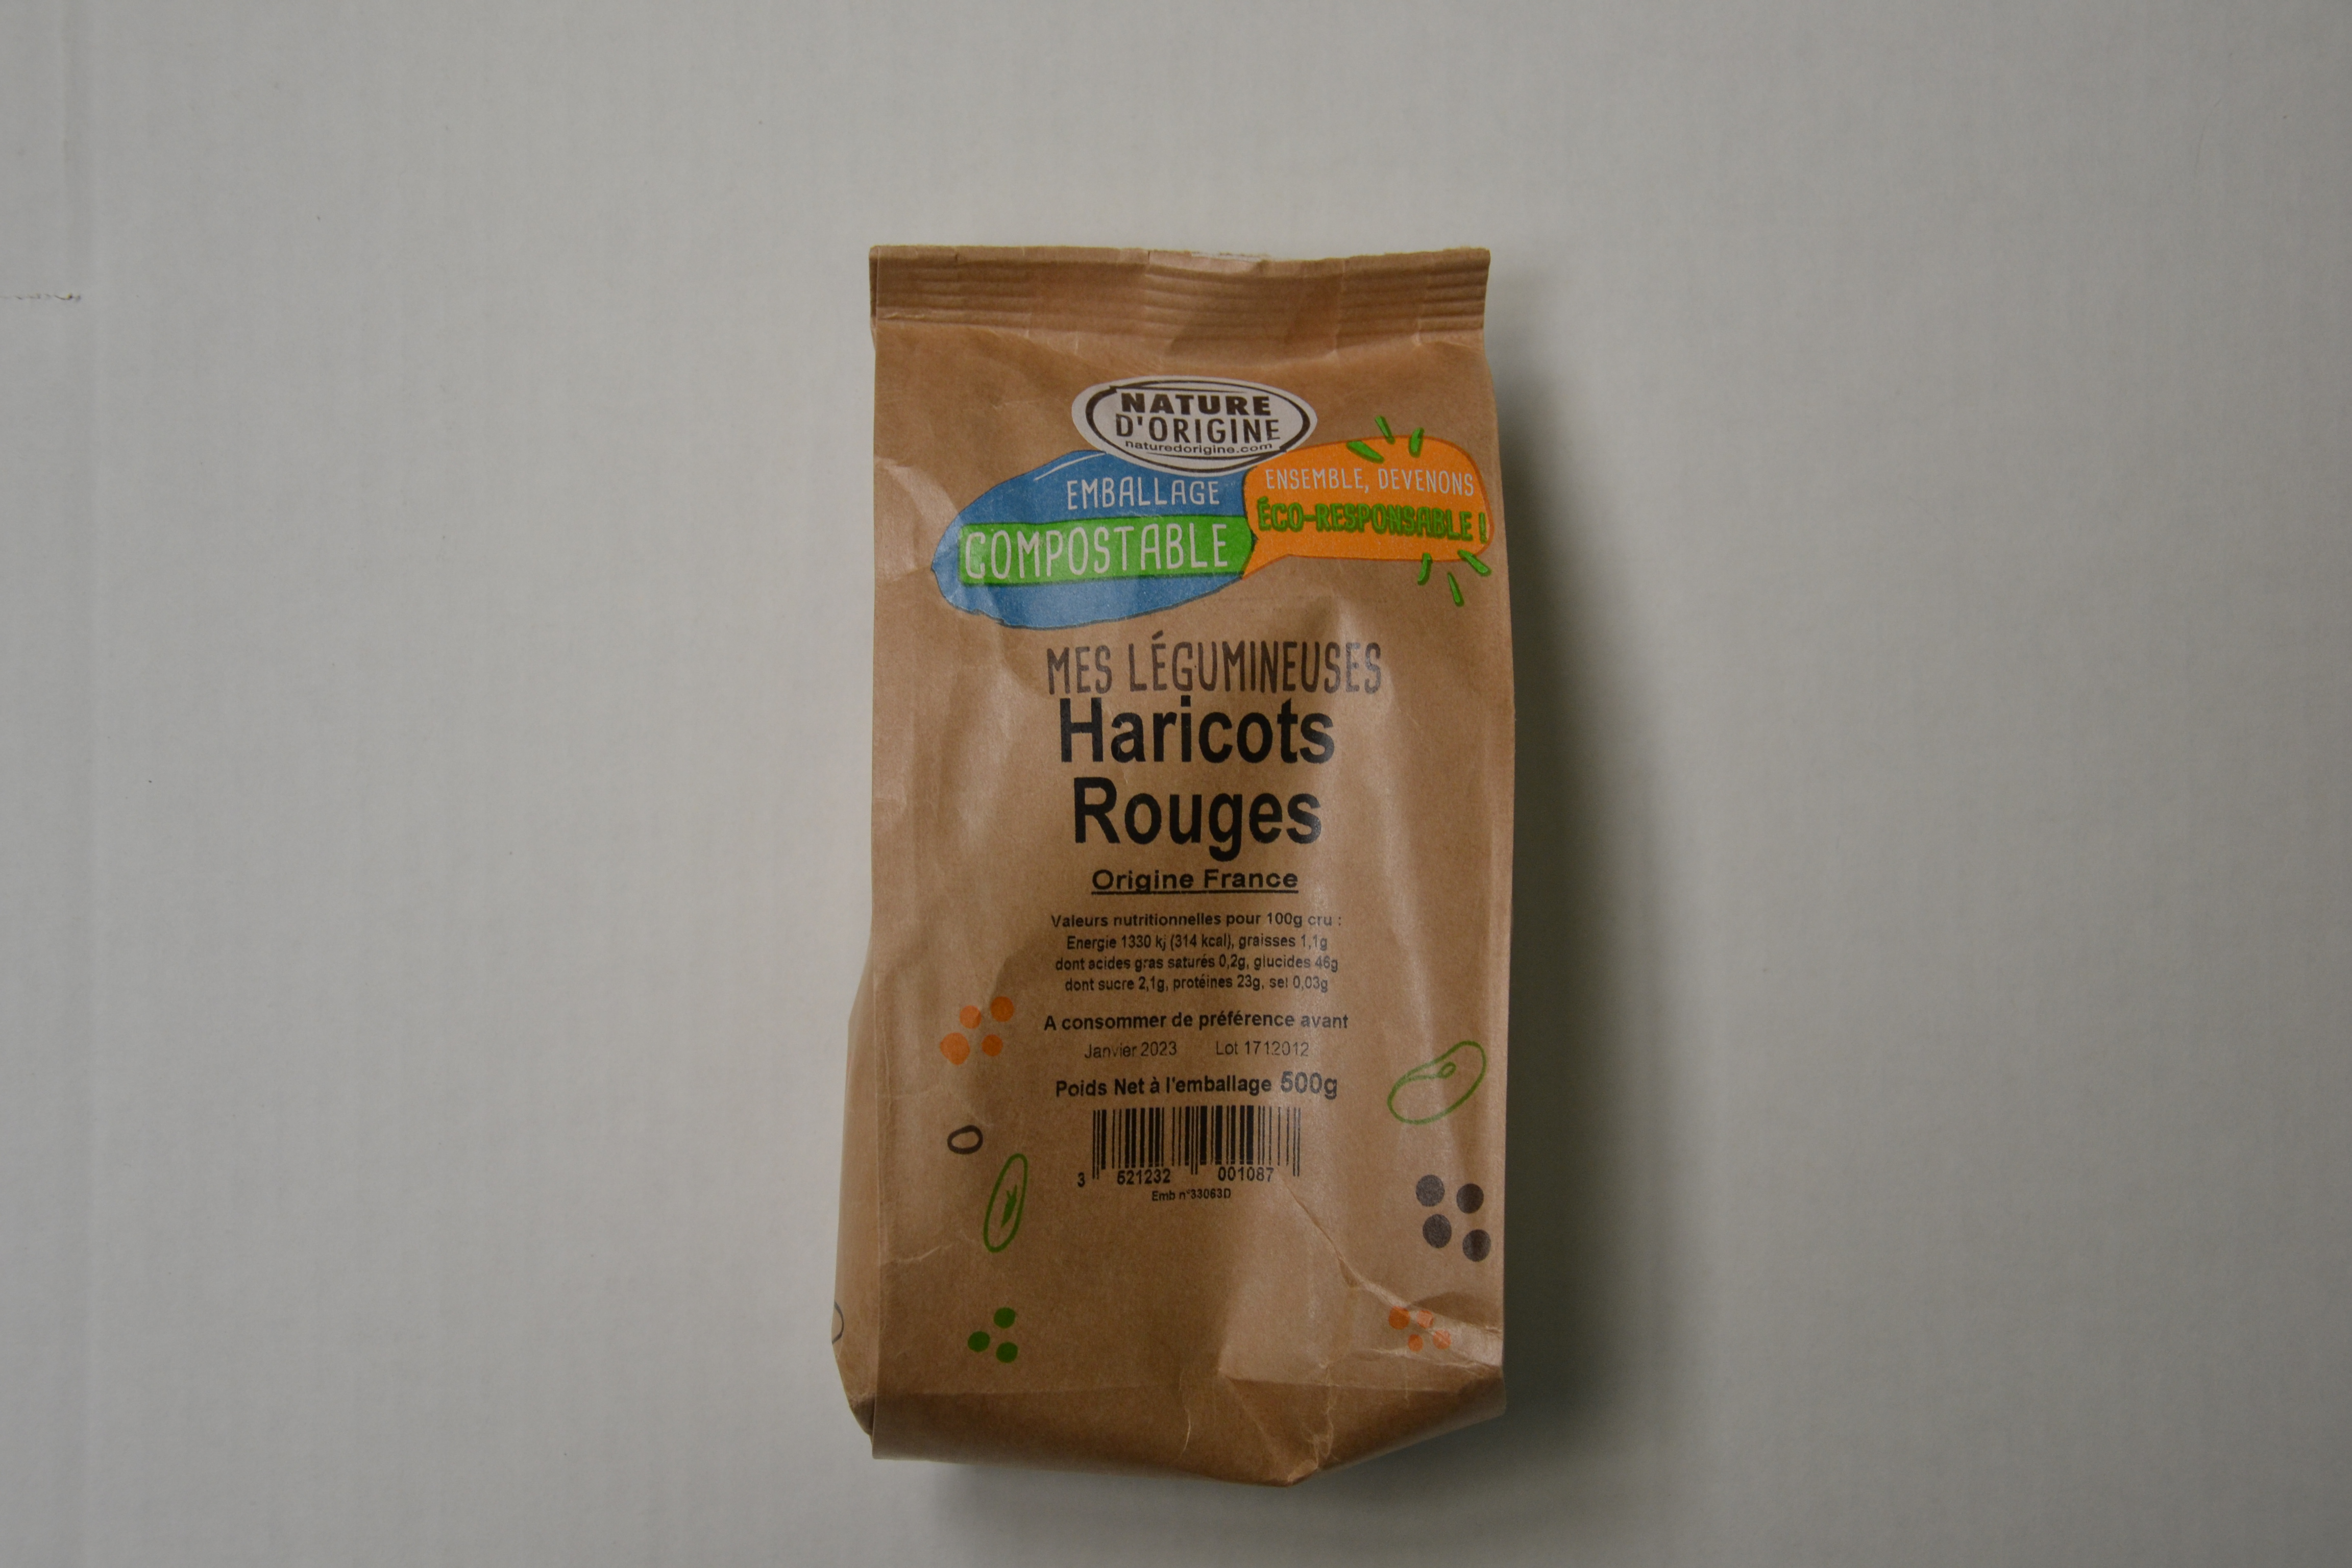 NATURE
D'ORIGINE
naturedorigine.com
EMBALLAGE
COMPOSTABLE
ENSEMBLE, DEVENONS
ÉCO-RESPONSABLE !
MES LÉGUMINEUSES
Haricots
Rouges
Origine France
Valeurs nutritionnelles pour 100g cru :
Energie 1330 kj (314 kcal), graisses 1,1g
dont acides gras saturés 0,2g, glucides 46g
dont sucre 2,1g, protéines 23g, sel 0,03g
A consommer de préférence avant
Janvier 2023 Lot 1712012
Poids Net à l'emballage 500g
3 521232 001087
Emb n°33063D